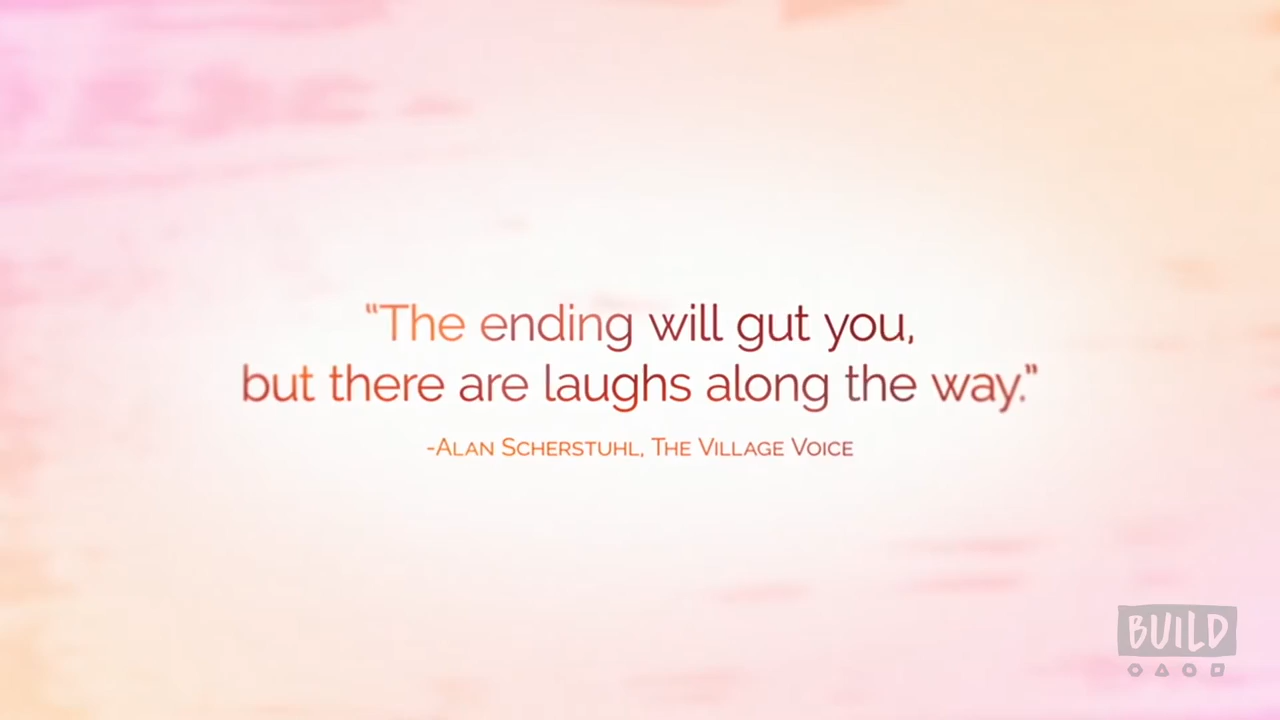 “The ending will gut you,
but there are laughs along the way.”
-Alan Scherstuhl, The Village Voice
BUILD